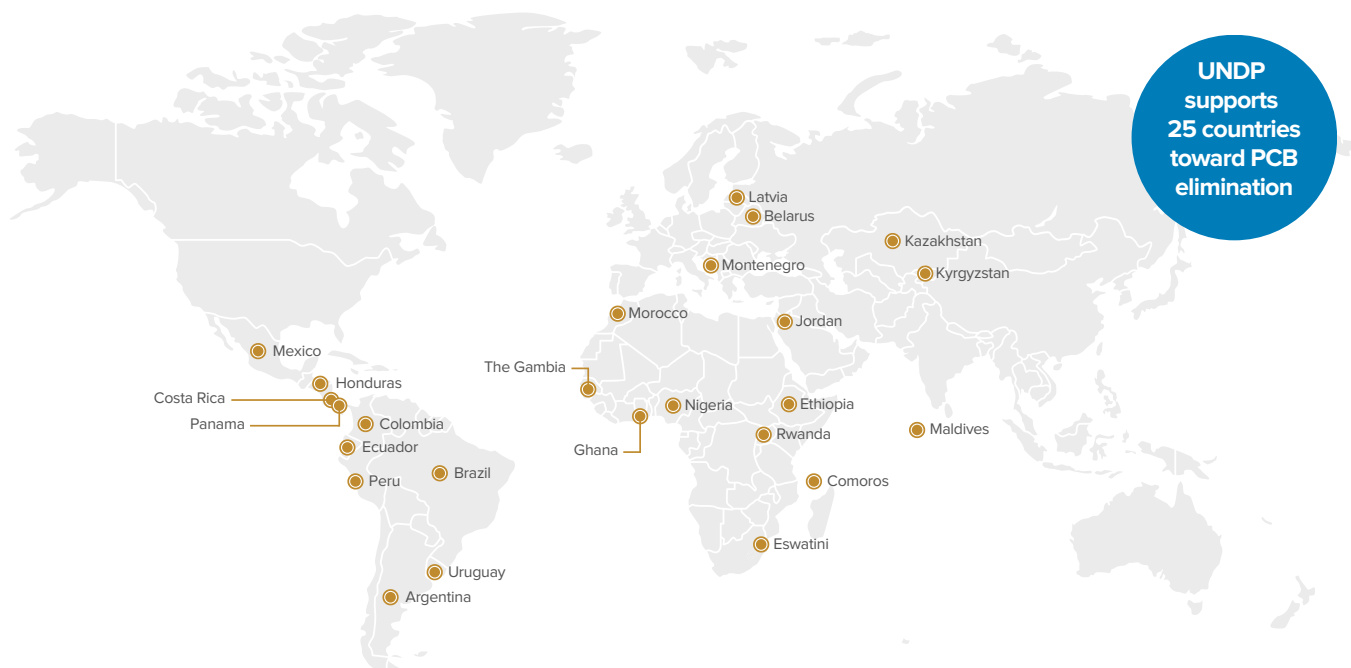 UNDP
supports
25 countries
toward PCB
elimination
Latvia
Belarus
Kazakhstan
Montenegro
Kyrgyzstan
Morocco
Jordan
Mexico
The Gambia
Honduras
Costa Rica
Nigeria
Ethiopia
Panama
Colombia
Maldives
Rwanda
Ecuador
Ghana
Brazil
Peru
Comoros
Eswatini
Uruguay
Argentina